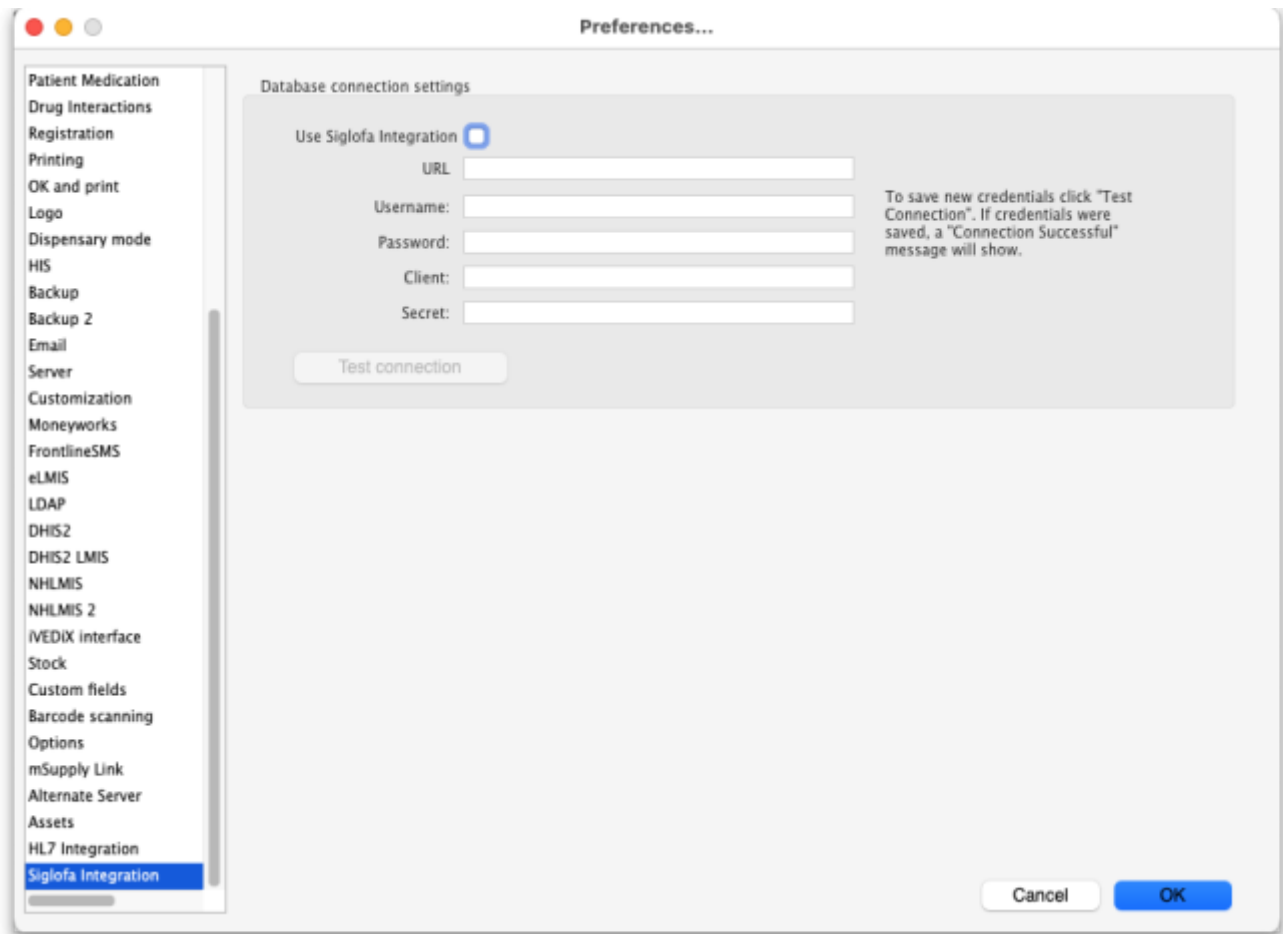 Preferences...
Patient Medication
Drug Interactions
Registration
Printing
OK and print
Logo
Dispensary mode
HIS
Backup
Backup 2
Email
Server
Customization
Moneyworks
FrontlineSMS
eLMIS
LDAP
DHIS2
DHIS2 LMIS
NHLMIS
NHLMIS 2
iVEDiX interface
Stock
Custom fields
Barcode scanning
Options
mSupply Link
Alternate Server
Assets
HL7 Integration
Siglofa Integration
Database connection settings
Use Siglofa Integration
URL
Username:
Password:
Client:
Secret:
Test connection
To save new credentials click "Test
Connection". If credentials were
saved, a "Connection Successful"
message will show.
Cancel
OK